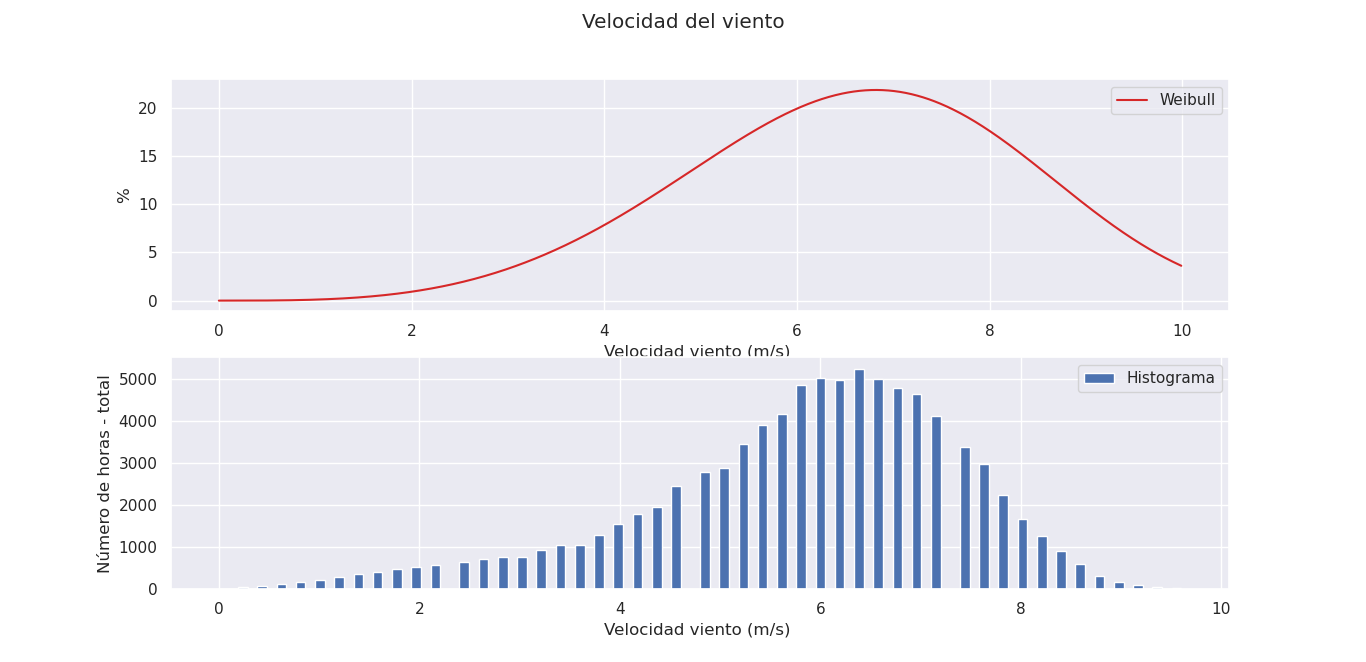 Velocidad del viento
Weibull
%
20
15
10
5
0
0 2 4 6 8 10
Velocidad viento (m/s)
Histograma
Número de horas - total
5000
4000
3000
2000
1000
0
0 2 4 6 8 10
Velocidad viento (m/s)